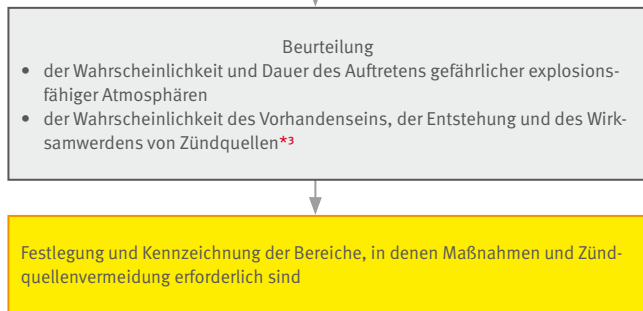 Beurteilung
• der Wahrscheinlichkeit und Dauer des Auftretens gefährlicher explosions-
fähiger Atmosphären
• der Wahrscheinlichkeit des Vorhandenseins, der Entstehung und des Wirk-
samwerdens von Zündquellen*³
Festlegung und Kennzeichnung der Bereiche, in denen Maßnahmen und Zünd-
quellenvermeidung erforderlich sind